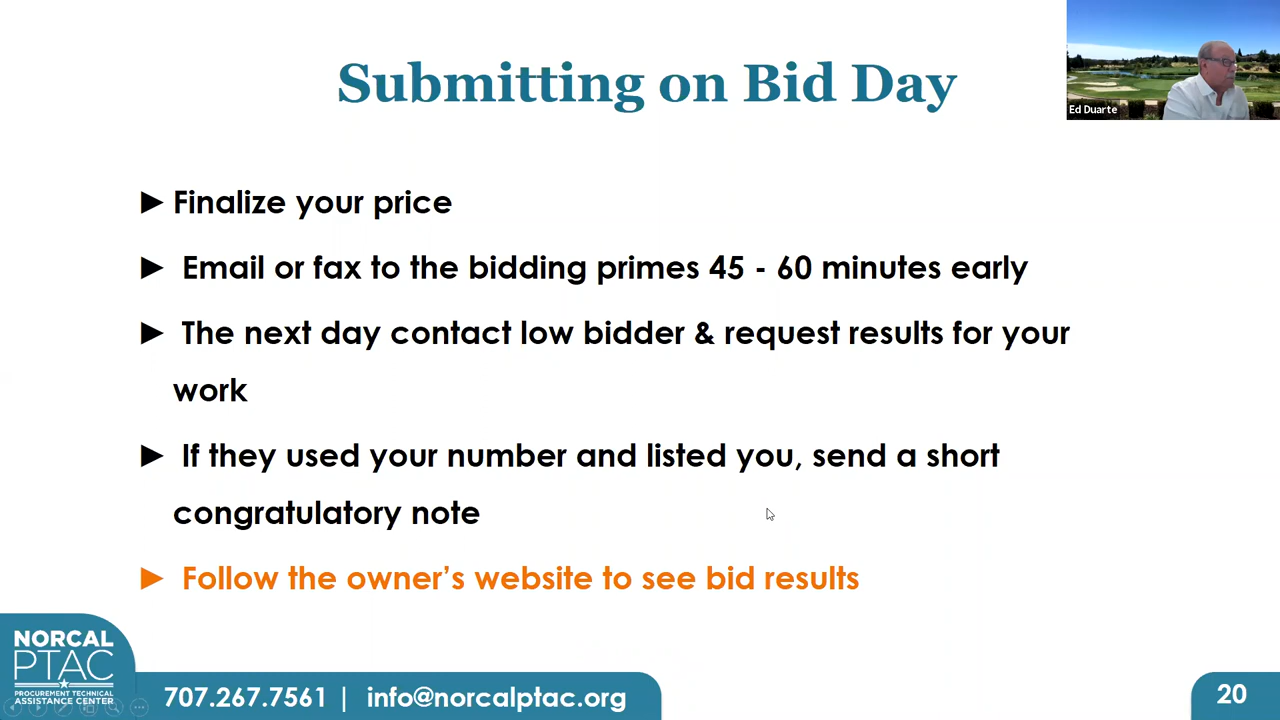 Submitting on Bid Day
Ed Duarte
► Finalize your price
► Email or fax to the bidding primes 45 - 60 minutes early
► The next day contact low bidder & request results for your
work
► If they used your number and listed you, send a short
congratulatory note
► Follow the owner's website to see bid results
NORCAL
PTAC
PROCUREMENT TECHNICAL
ASSISTANCE CENTER
707.267.7561 | info@norcalptac.org
20